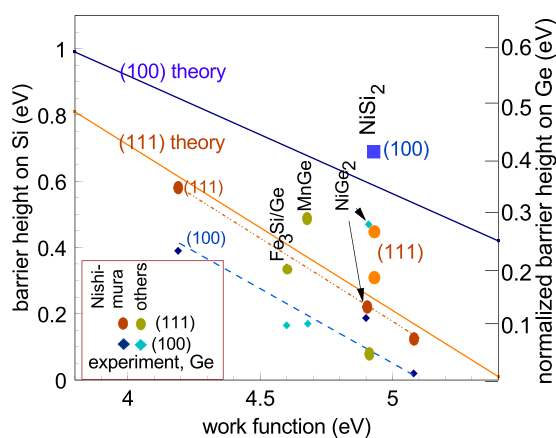 1
0.8
0.6
0.4
0.2
0
barrier height on Si (eV)
4
4.5
5
work function (eV)
0.6
0.5
0.4
0.3
0.2
0.1
normalized barrier height on Ge (eV)
(100) theory
(111) theory
NiSi2
(100)
(111)
NiGe2
MnGe
Fe3Si/Ge
(100)
(111)
Nishi-
mura
others
(111)
(100)
experiment, Ge